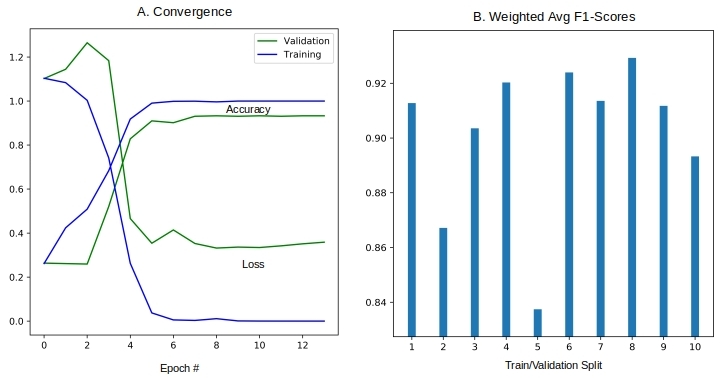 A. Convergence
Validation
Training
1.2
1.0
0.8
0.6
0.4
0.2
0.0
Accuracy
Loss
0 2 4 6 8 10 12
Epoch #
B. Weighted Avg F1-Scores
0.92
0.90
0.88
0.86
0.84
1 2 3 4 5 6 7 8 9 10
Train/Validation Split